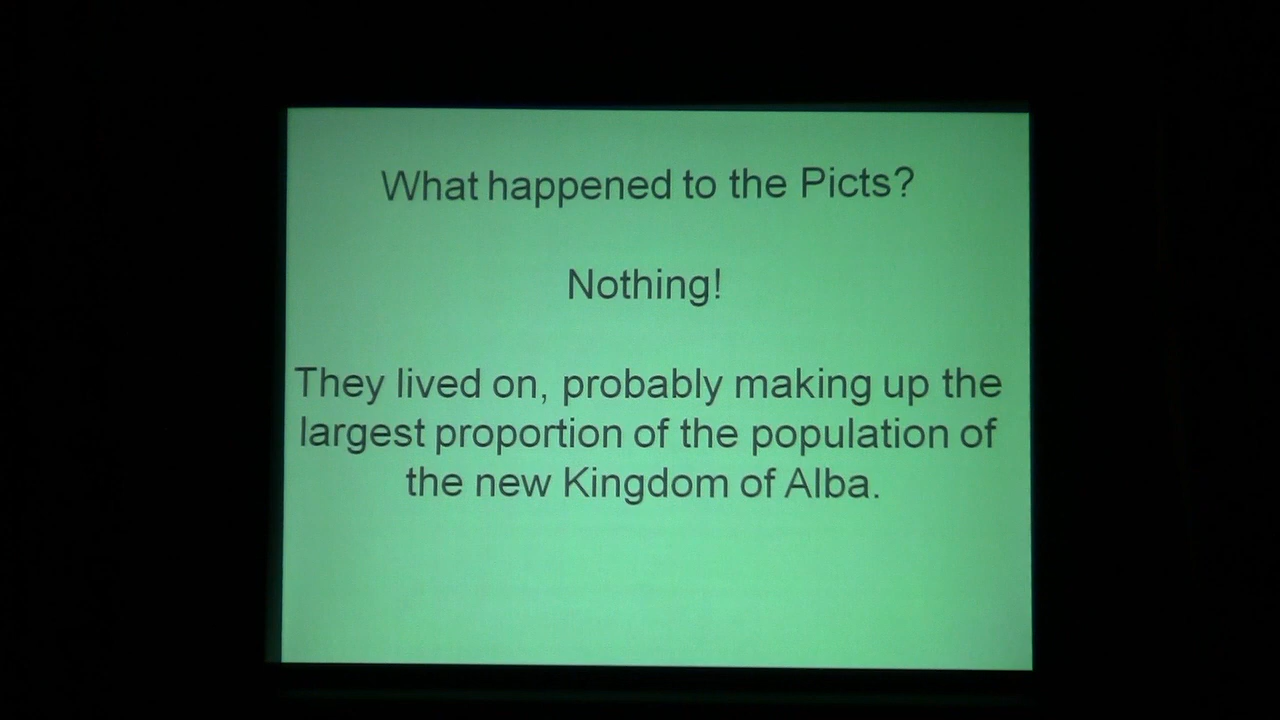 What happened to the Picts?
Nothing!
They lived on, probably making up the
largest proportion of the population of
the new Kingdom of Alba.